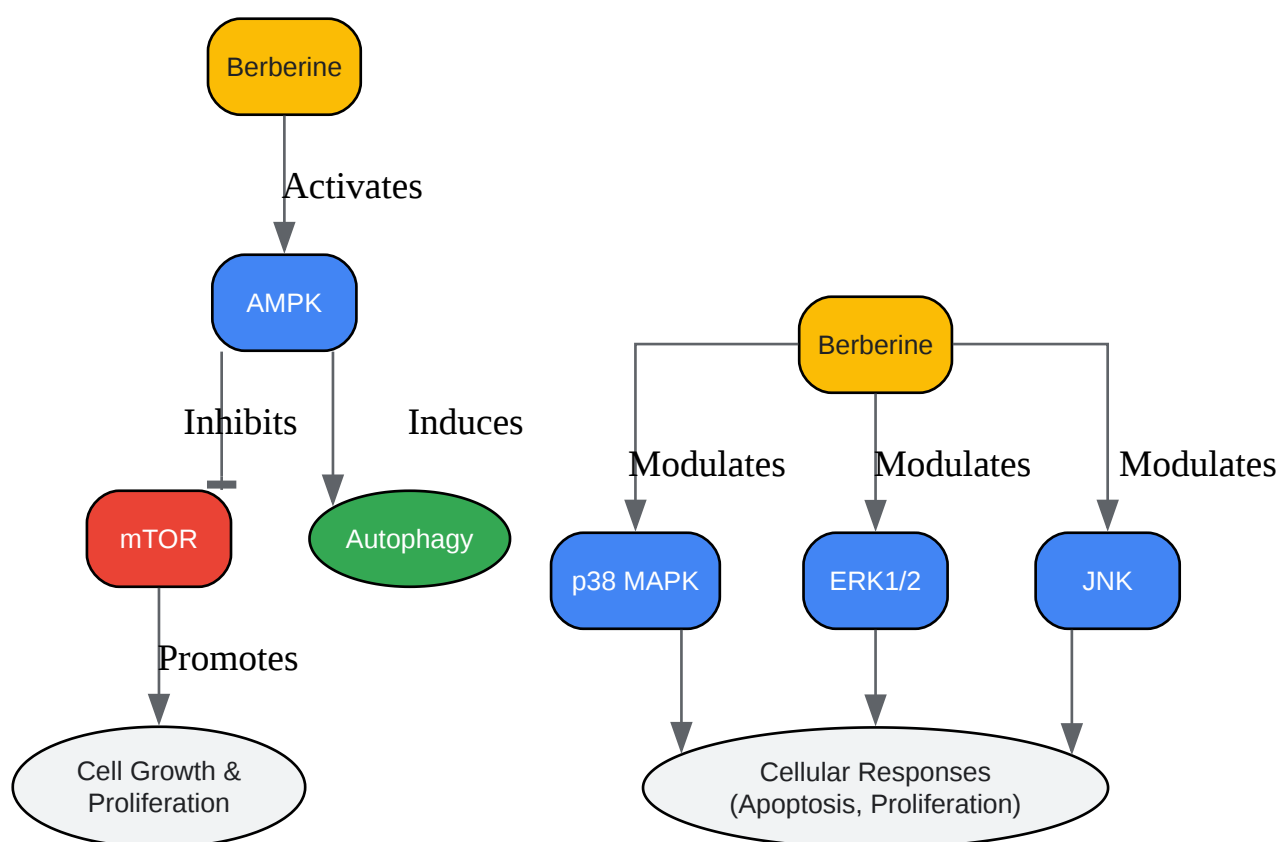 Berberine
Activates
AMPK
Inhibits
Induces
mTOR
Autophagy
Promotes
Cell Growth &
Proliferation
Berberine
Modulates
Modulates
Modulates
p38 MAPK
ERK1/2
JNK
Cellular Responses
(Apoptosis, Proliferation)